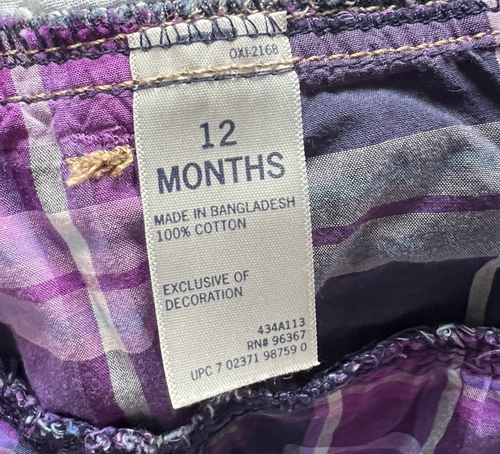 OXI-2168
12
MONTHS
MADE IN BANGLADESH
100% COTTON
EXCLUSIVE OF
DECORATION
434A113
RN# 96367
UPC 7 02371 98759 0